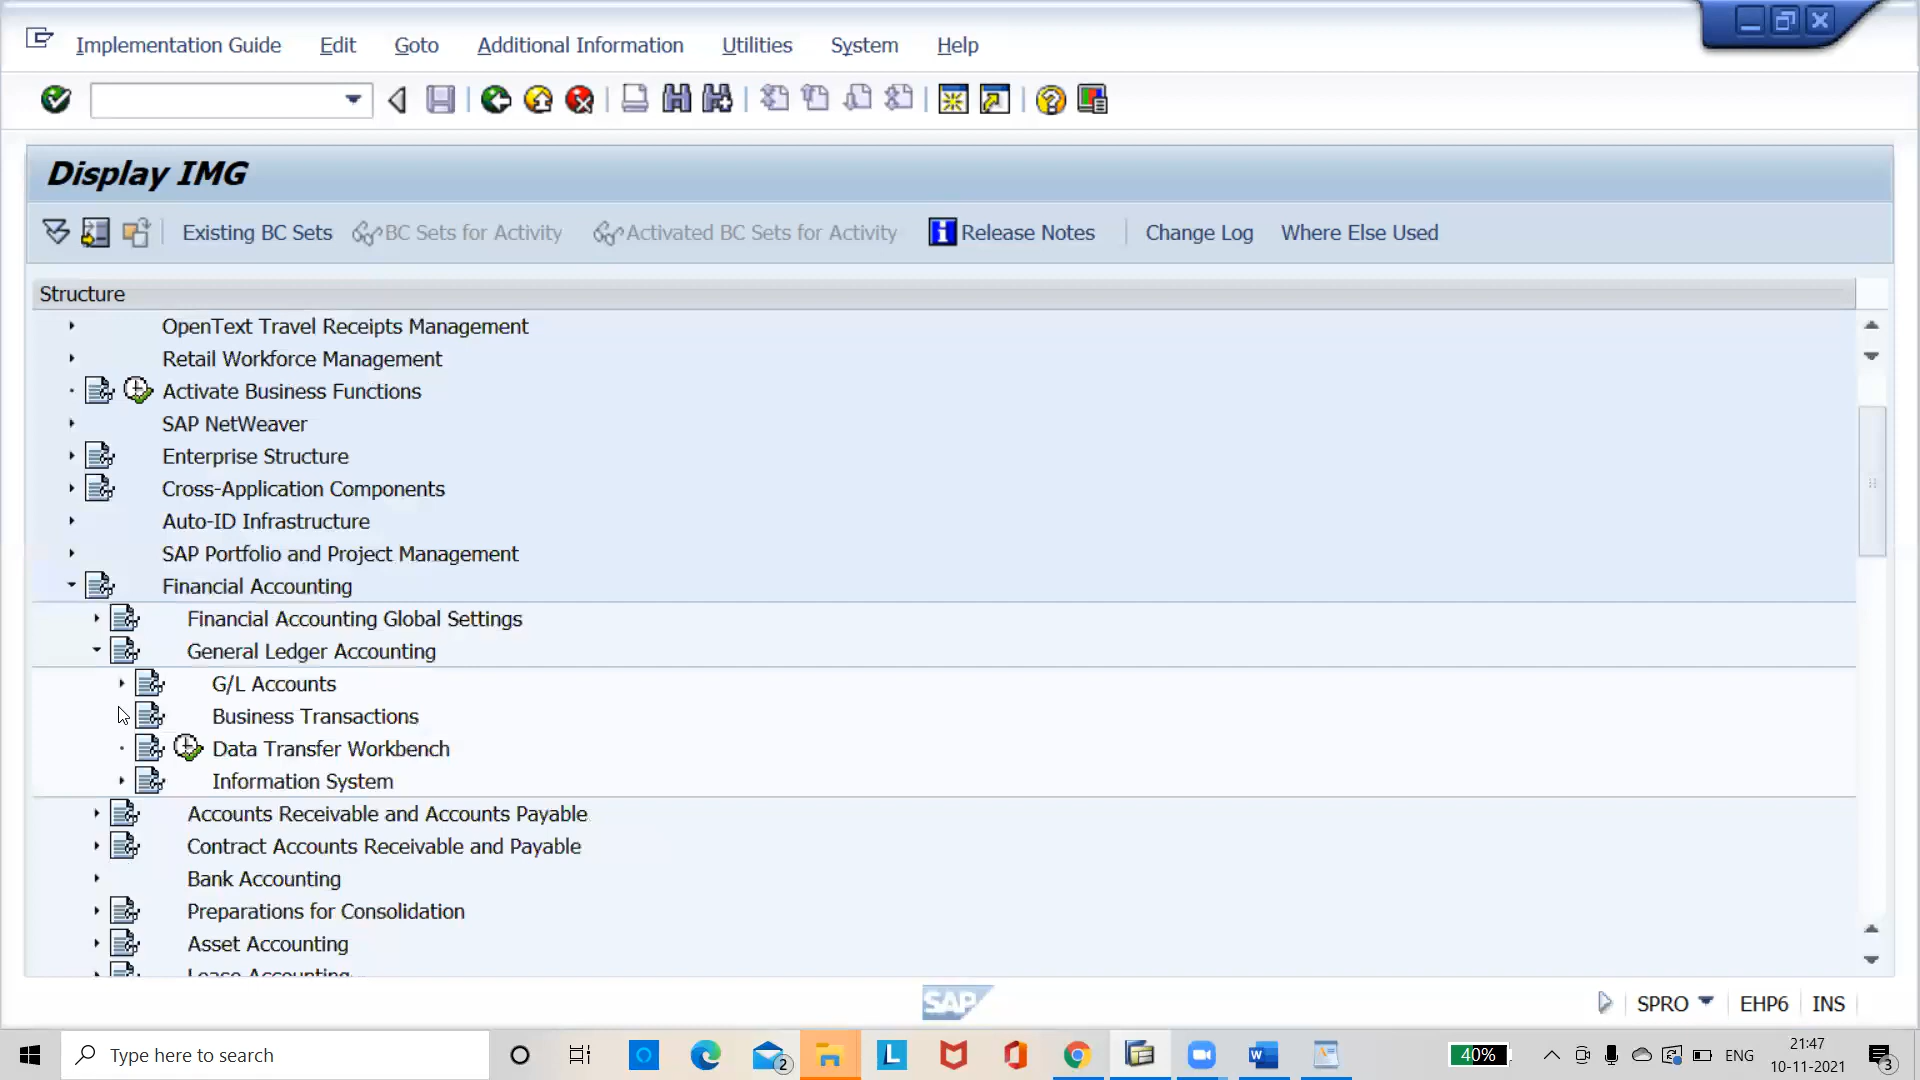 Implementation Guide Edit Goto Additional Information Utilities System Help
Display IMG
Existing BC Sets BC Sets for Activity Activated BC Sets for Activity Release Notes Change Log Where Else Used
Structure
OpenText Travel Receipts Management
Retail Workforce Management
Activate Business Functions
SAP NetWeaver
Enterprise Structure
Cross-Application Components
Auto-ID Infrastructure
SAP Portfolio and Project Management
Financial Accounting
Financial Accounting Global Settings
General Ledger Accounting
G/L Accounts
Business Transactions
Data Transfer Workbench
Information System
Accounts Receivable and Accounts Payable
Contract Accounts Receivable and Payable
Bank Accounting
Preparations for Consolidation
Asset Accounting
Lease Accounting
SAP SPRO EHP6 INS
Type here to search 2 L 40% ENG 21:47
10-11-2021 3